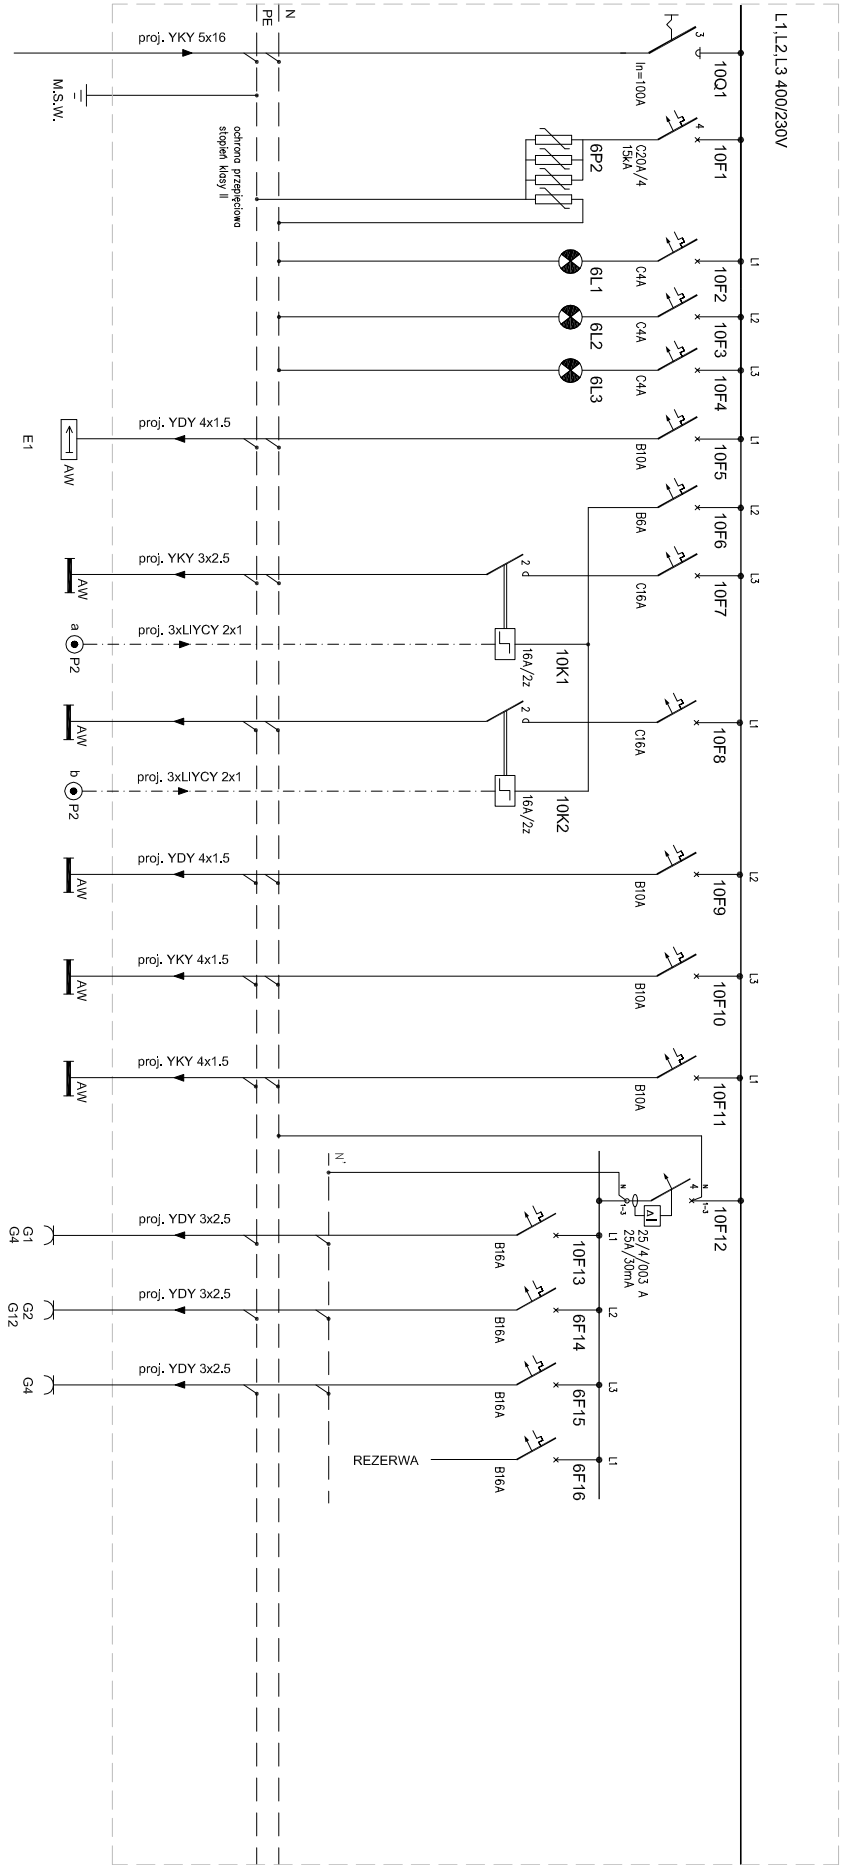 L1,L2,L3 400/230V
N
PE
proj. YKY 5x16
3
10Q1
In=100A
M.S.W.
4
10F1
C20A/4
15kA
6P2
ochrona przepięciowa
stopień klasy II
L1
10F2
C4A
6L1
L2
10F3
C4A
6L2
L3
10F4
C4A
6L3
L1
10F5
B10A
proj. YDY 4x1.5
AW
E1
L2
10F6
B6A
L3
10F7
C16A
2
proj. YKY 3x2.5
AW
10K1
16A/2z
proj. 3xLIYCY 2x1
a
P2
L1
10F8
C16A
2
AW
10K2
16A/2z
proj. 3xLIYCY 2x1
b
P2
L2
10F9
B10A
proj. YDY 4x1.5
AW
L3
10F10
B10A
proj. YKY 4x1.5
AW
L1
10F11
B10A
proj. YKY 4x1.5
AW
10F12
N
1-3
4
N
1-3
25/4/003 A
25A/30mA
N'
L1
10F13
B16A
proj. YDY 3x2.5
G1
G4
L2
6F14
B16A
proj. YDY 3x2.5
G2
G12
L3
6F15
B16A
proj. YDY 3x2.5
G4
L1
6F16
B16A
REZERWA